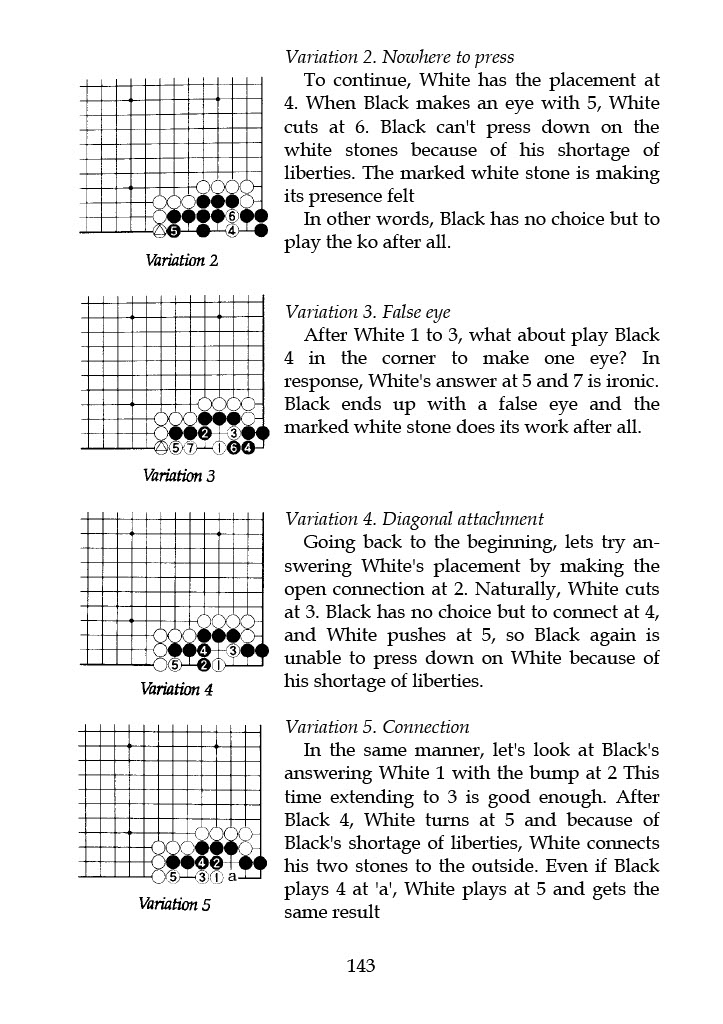 Variation 2. Nowhere to press
To continue, White has the placement at
4. When Black makes an eye with 5, White
cuts at 6. Black can't press down on the
white stones because of his shortage of
liberties. The marked white stone is making
its presence felt
In other words, Black has no choice but to
play the ko after all.
6
5
4
Variation 2
Variation 3. False eye
After White 1 to 3, what about play Black
4 in the corner to make one eye? In
response, White's answer at 5 and 7 is ironic.
Black ends up with a false eye and the
marked white stone does its work after all.
2 3
5 7 1 6 4
Variation 3
Variation 4. Diagonal attachment
Going back to the beginning, lets try an-
swering White's placement by making the
open connection at 2. Naturally, White cuts
at 3. Black has no choice but to connect at 4,
and White pushes at 5, so Black again is
unable to press down on White because of
his shortage of liberties.
4 3
5 2 1
Variation 4
Variation 5. Connection
In the same manner, let's look at Black's
answering White 1 with the bump at 2 This
time extending to 3 is good enough. After
Black 4, White turns at 5 and because of
Black's shortage of liberties, White connects
his two stones to the outside. Even if Black
plays 4 at 'a', White plays at 5 and gets the
same result
4 2
5 3 1 a
Variation 5
143